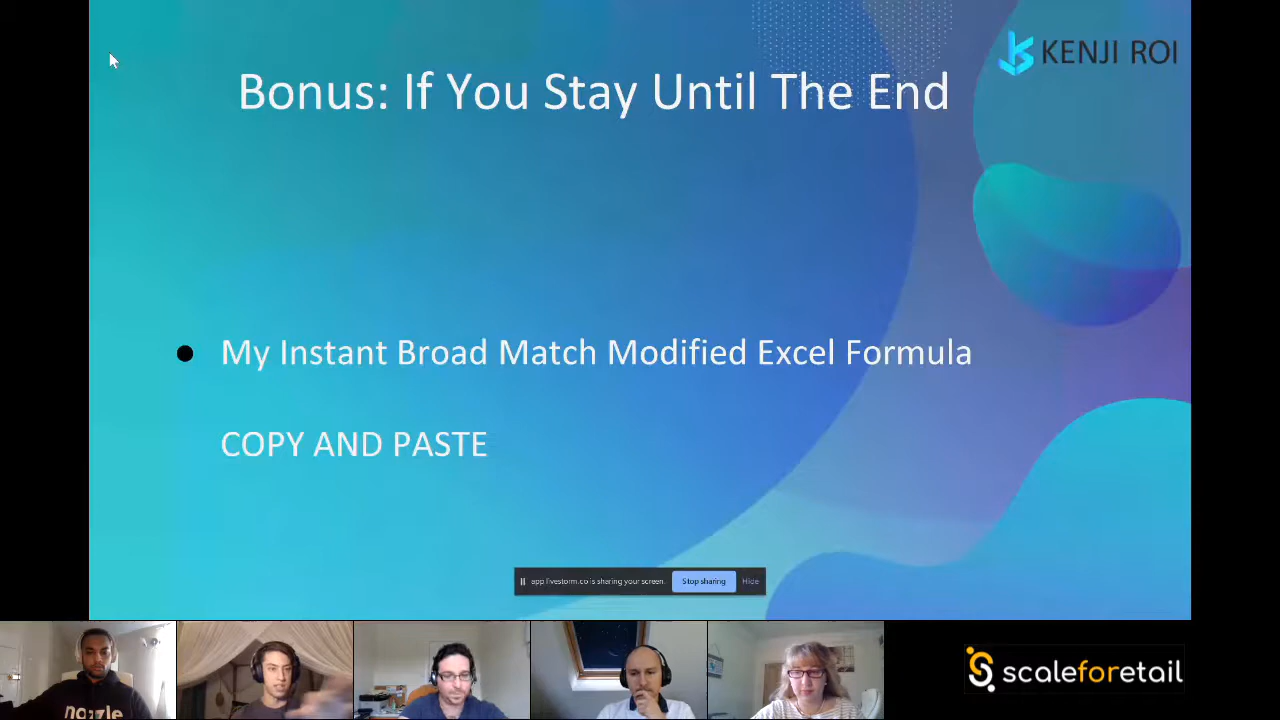 KENJI ROI
Bonus: If You Stay Until The End
● My Instant Broad Match Modified Excel Formula
COPY AND PASTE
app.livestorm.co is sharing your screen.
Stop sharing
Hide
nozzle
scaleforetail